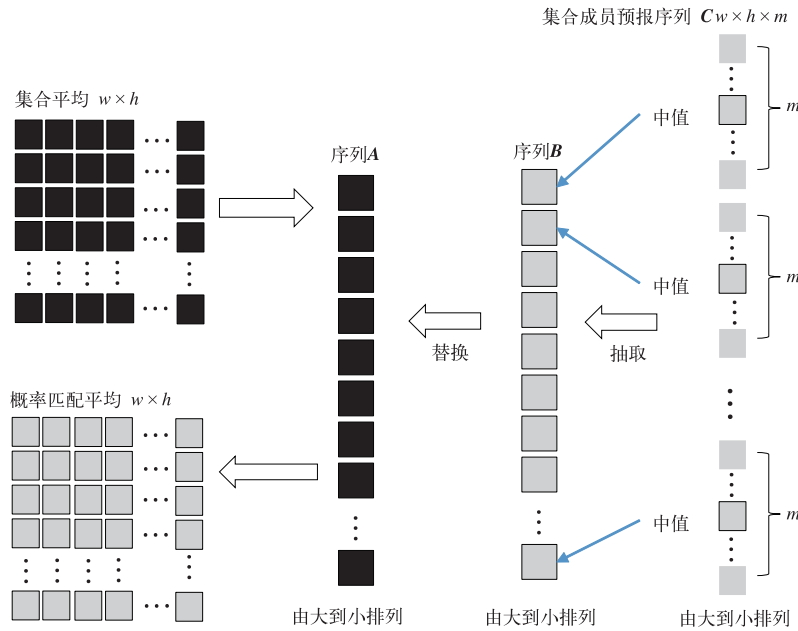 集合成员预报序列 Cw×h×m
集合平均 w×h
中值
m
序列A
序列B
中值
m
替换
抽取
概率匹配平均 w×h
中值
m
由大到小排列
由大到小排列
由大到小排列